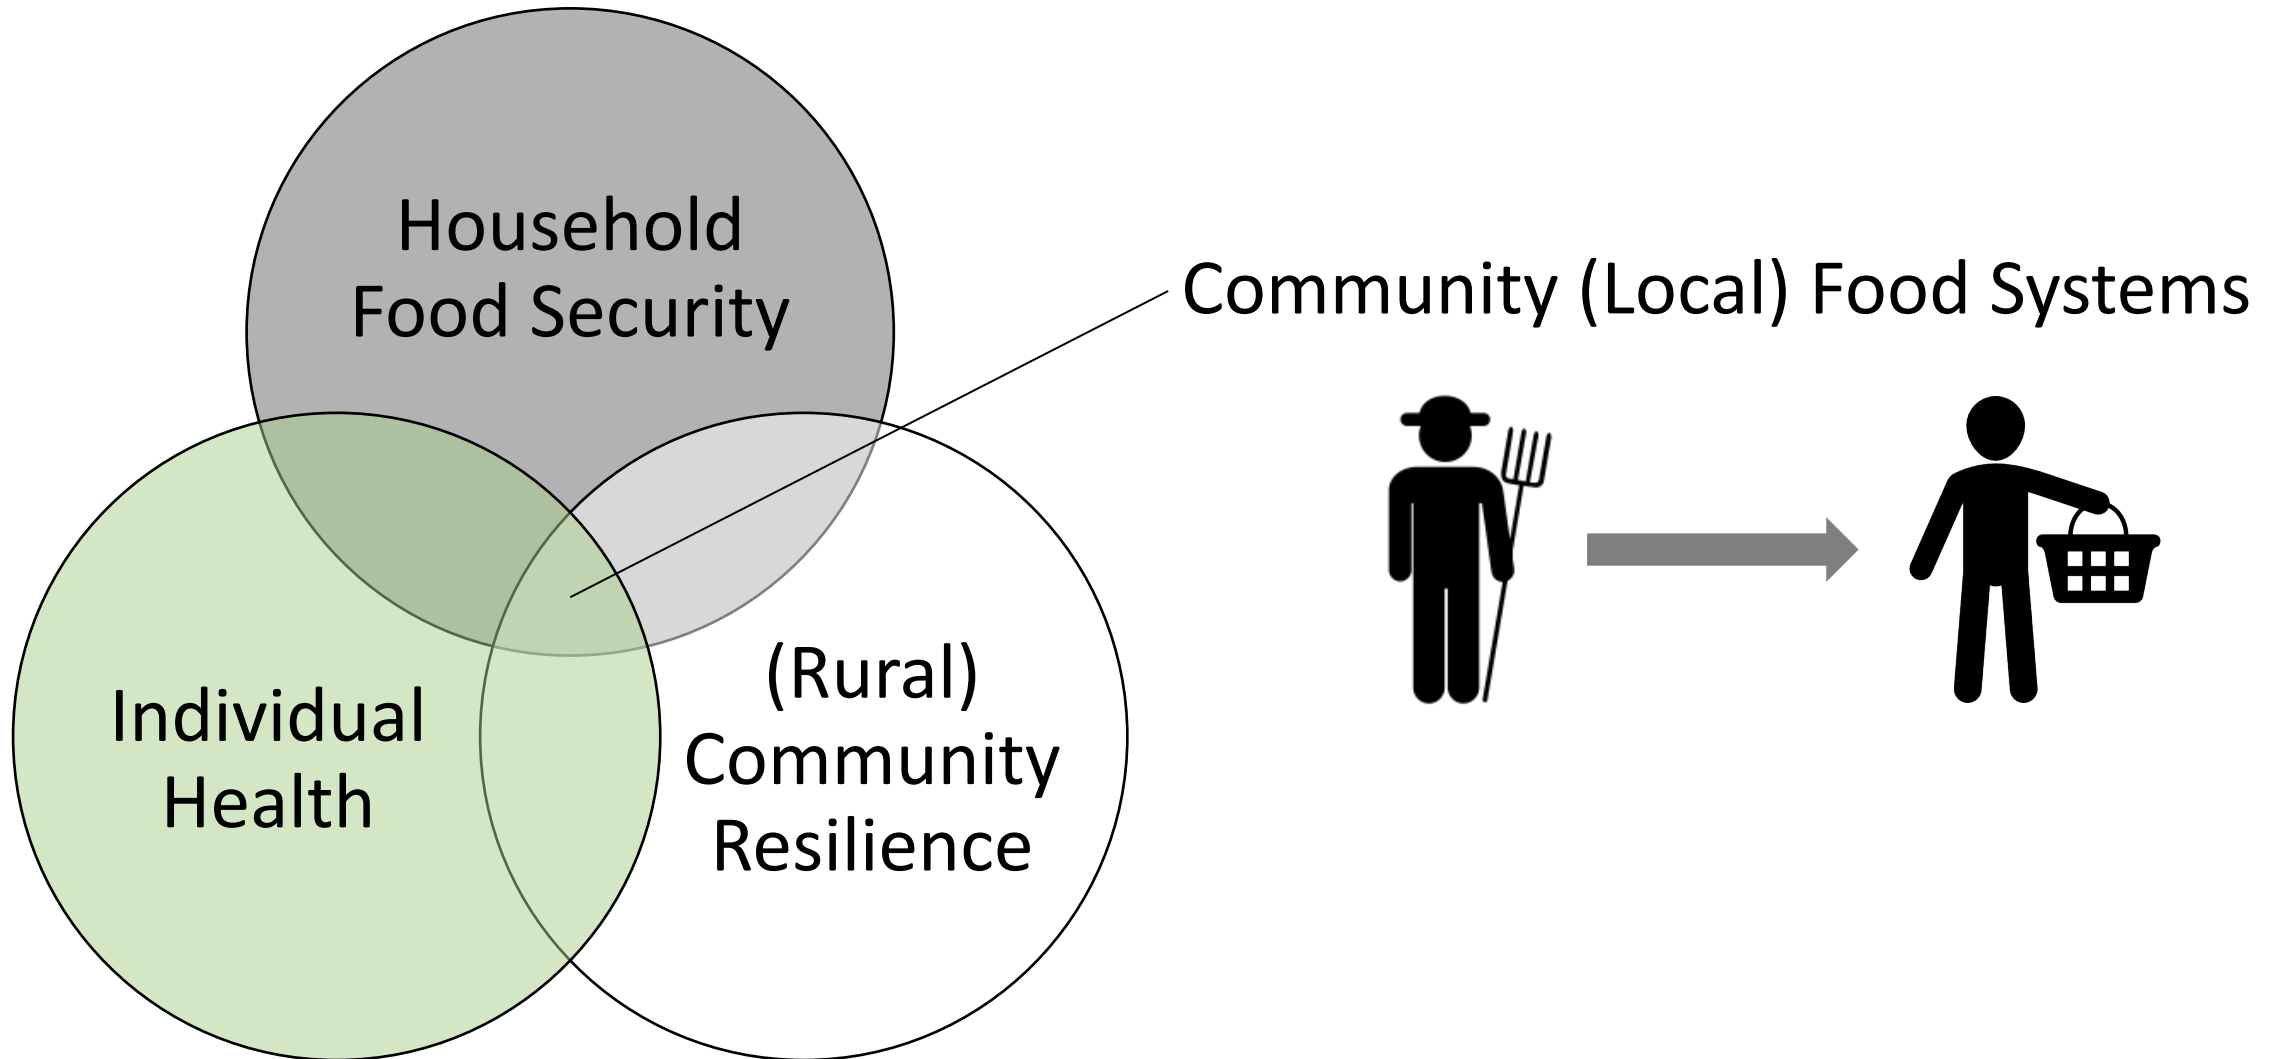 Household
Food Security
Community (Local) Food Systems
Individual
Health
(Rural)
Community
Resilience